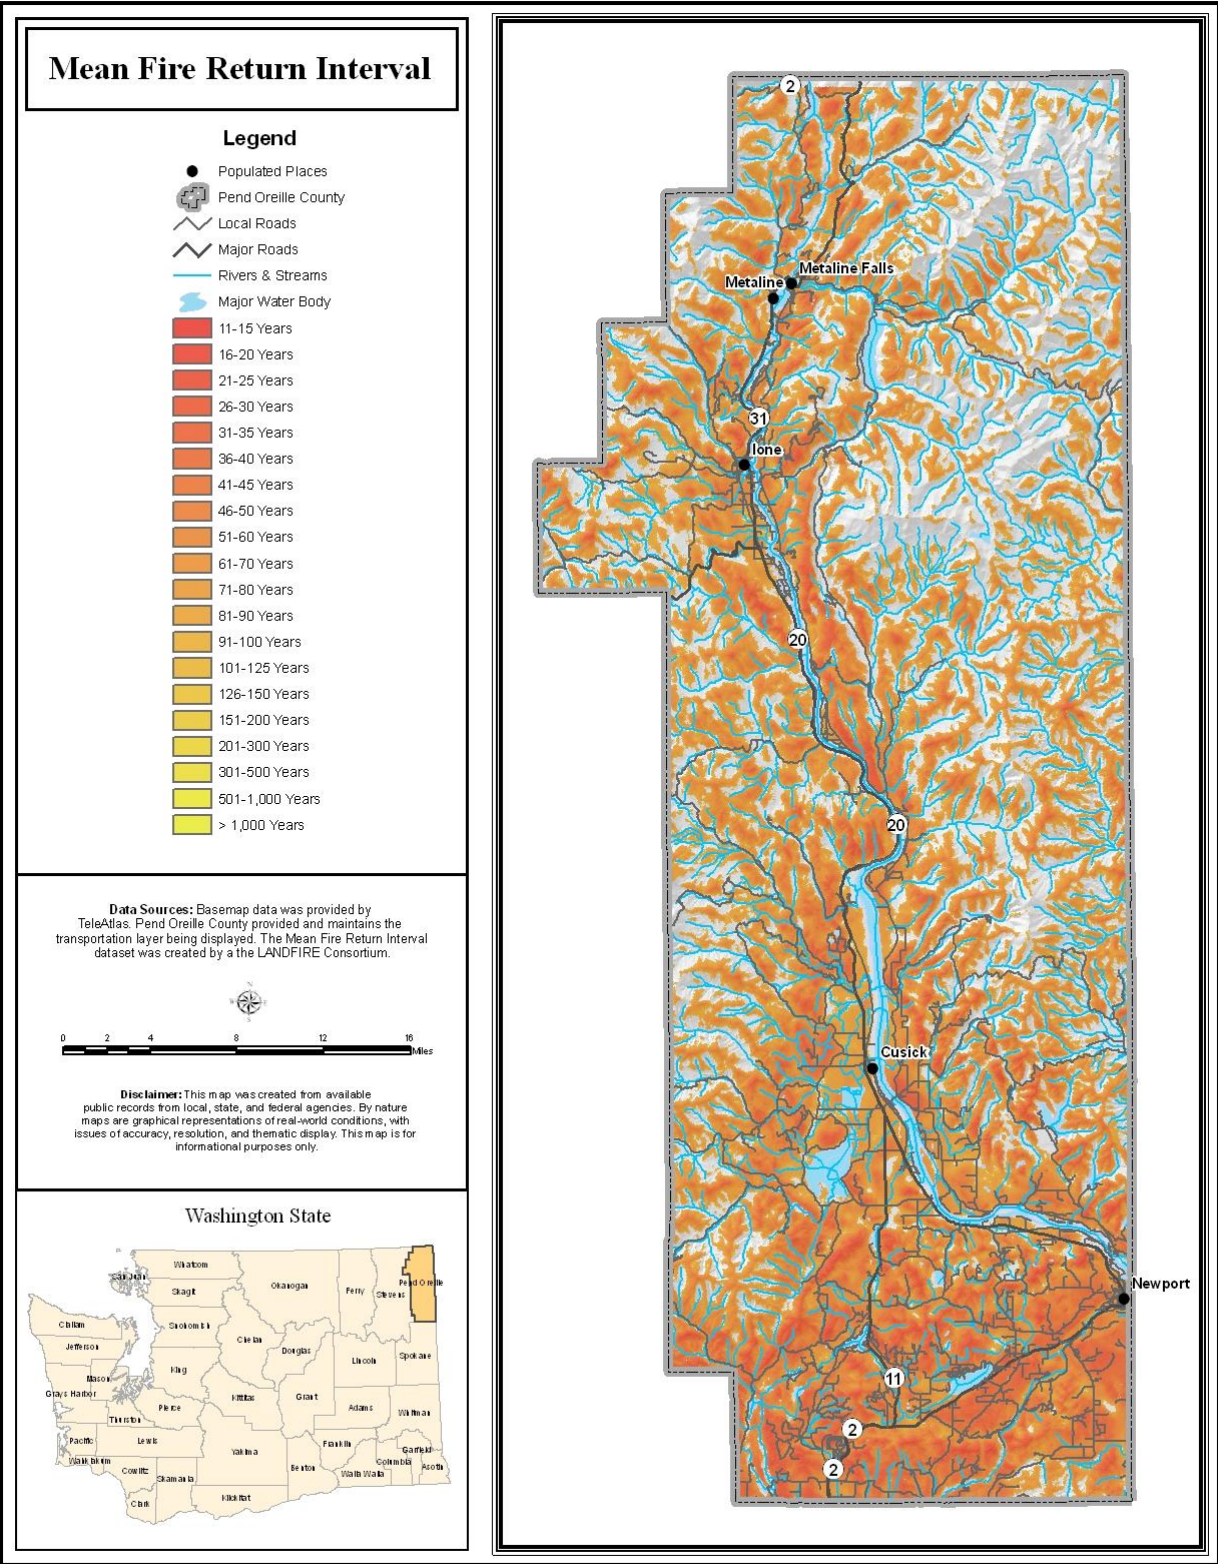 Mean Fire Return Interval
Legend
Populated Places
Pend Oreille County
Local Roads
Major Roads
Rivers & Streams
Major Water Body
11-15 Years
16-20 Years
21-25 Years
26-30 Years
31-35 Years
36-40 Years
41-45 Years
46-50 Years
51-60 Years
61-70 Years
71-80 Years
81-90 Years
91-100 Years
101-125 Years
126-150 Years
151-200 Years
201-300 Years
301-500 Years
501-1,000 Years
> 1,000 Years
Data Sources: Basemap data was provided by
TeleAtlas. Pend Oreille County provided and maintains the
transportation layer being displayed. The Mean Fire Return Interval
dataset was created by a the LANDFIRE Consortium.
0 2 4 8 12 16
Miles
Disclaimer: This map was created from available
public records from local, state, and federal agencies. By nature
maps are graphical representations of real-world conditions, with
issues of accuracy, resolution, and thematic display. This map is for
informational purposes only.
Washington State
Whatcom
San Juan
Okanogan
Pend Oreille
Skagit
Ferry
Stevens
Clallam
Snohomish
Chelan
Jefferson
Douglas
Lincoln
Spokane
King
Mason
Grays Harbor
Kittitas
Grant
Adams
Whitman
Pierce
Thurston
Pacific
Lewis
Yakima
Franklin
Garfield
Wahkiakum
Cowlitz
Skamania
Benton
Walla Walla
Columbia
Asotin
Clark
Klickitat
2
Metaline Falls
Metaline
31
Ione
20
20
Cusick
Newport
11
2
2